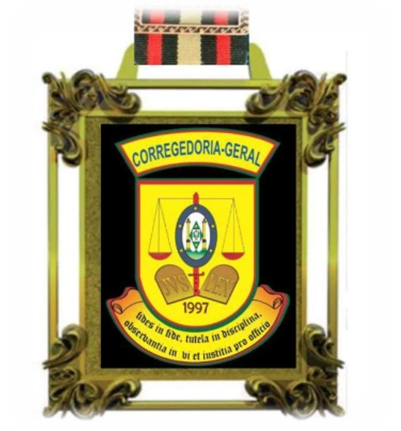 CORREGEDORIA-GERAL
IVS LEX
1997
fides in fide, tutela in disciplina,
observantia in vi et iustitia pro officio